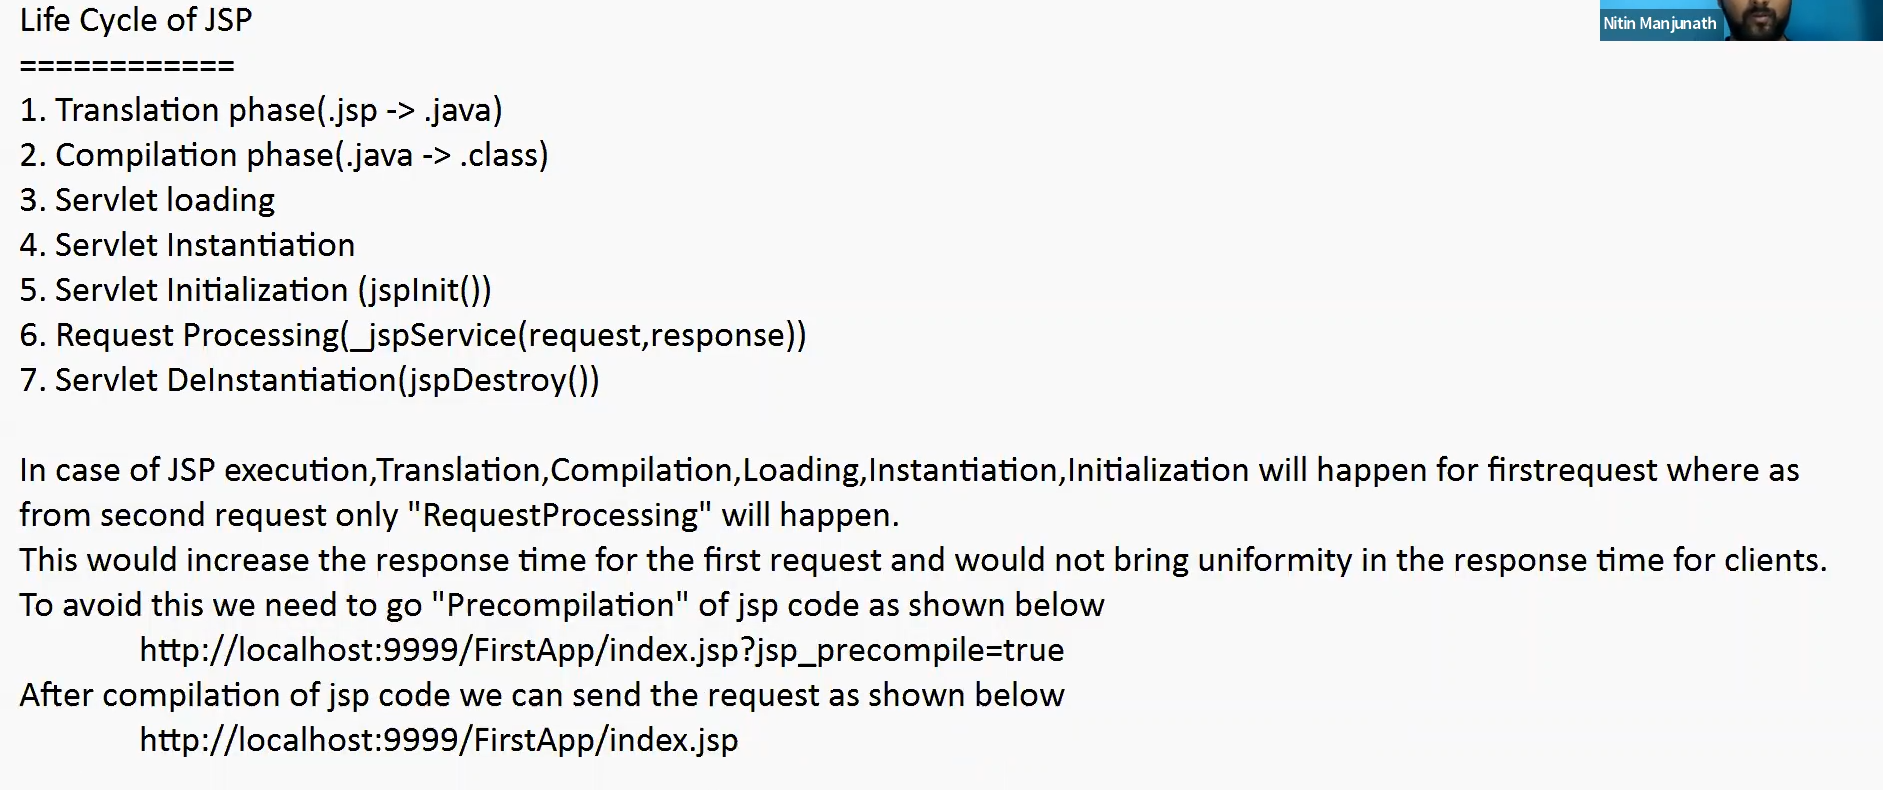 Life Cycle of JSP
Nitin Manjunath
============
1. Translation phase(.jsp -> .java)
2. Compilation phase(.java -> .class)
3. Servlet loading
4. Servlet Instantiation
5. Servlet Initialization (jspInit())
6. Request Processing(_jspService(request,response))
7. Servlet DeInstantiation(jspDestroy())
In case of JSP execution,Translation,Compilation,Loading,Instantiation,Initialization will happen for firstrequest where as
from second request only "RequestProcessing" will happen.
This would increase the response time for the first request and would not bring uniformity in the response time for clients.
To avoid this we need to go "Precompilation" of jsp code as shown below
http://localhost:9999/FirstApp/index.jsp?jsp_precompile=true
After compilation of jsp code we can send the request as shown below
http://localhost:9999/FirstApp/index.jsp